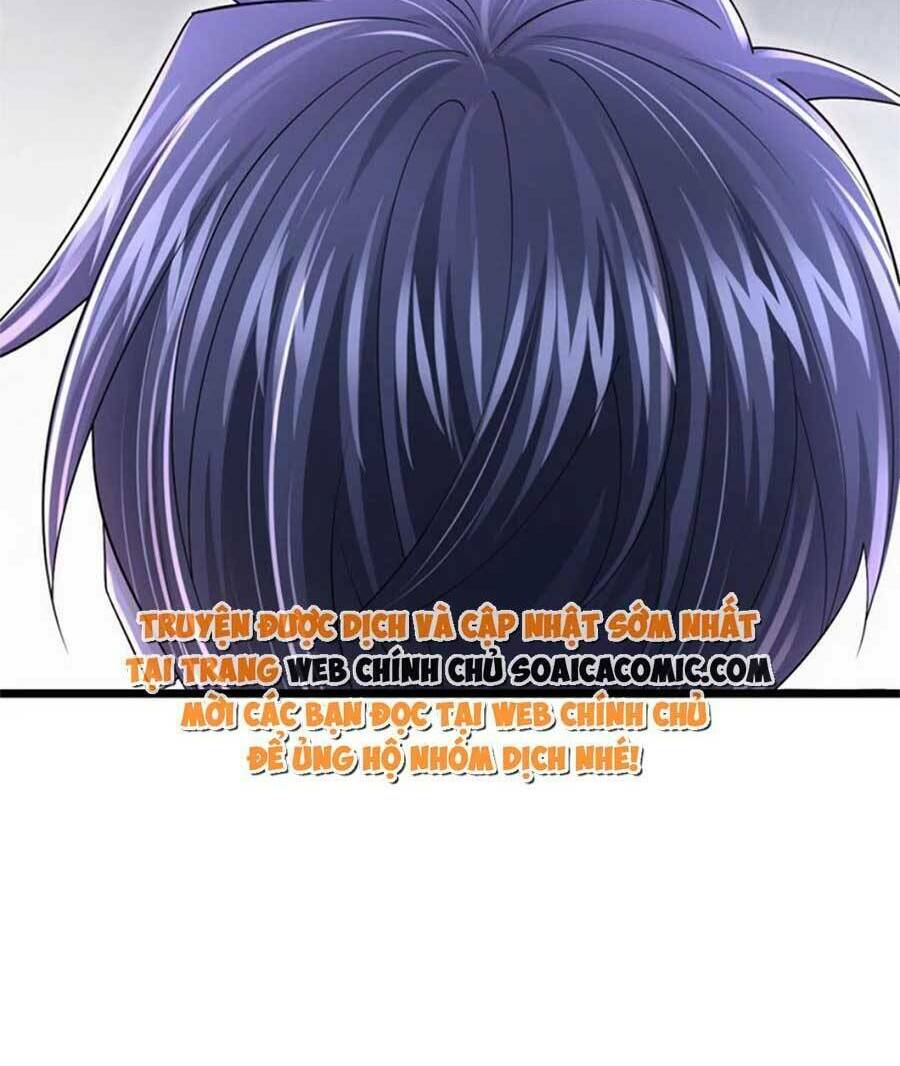 TRUYỆN ĐƯỢC DỊCH VÀ CẬP NHẬT SỚM NHẤT
TẠI TRANG WEB CHÍNH CHỦ SOAICACOMIC.COM
MỜI CÁC BẠN ĐỌC TẠI WEB CHÍNH CHỦ
ĐỂ ỦNG HỘ NHÓM DỊCH NHÉ!